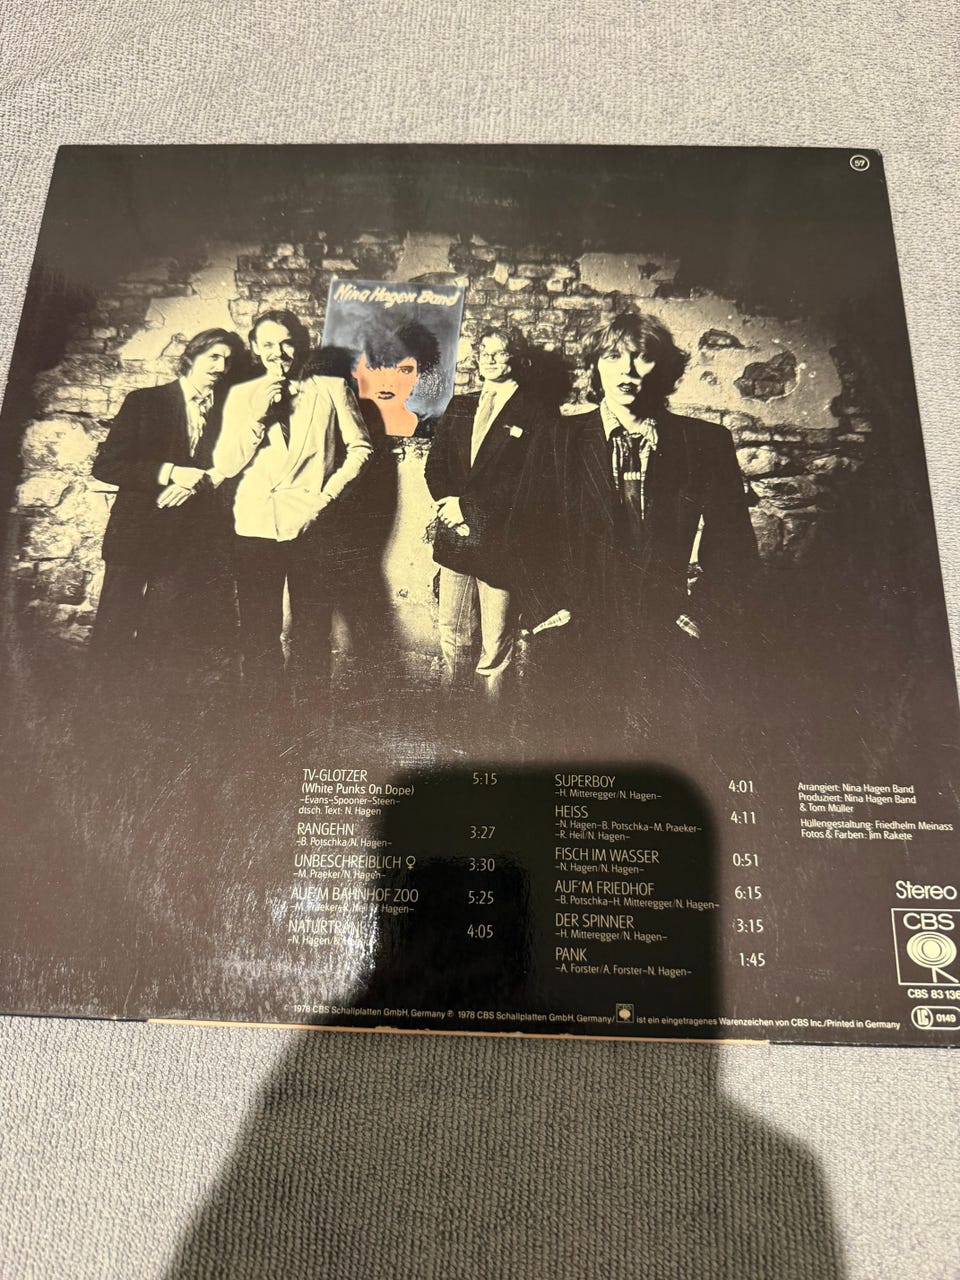 57
Nina Hagen Band
TV-GLOTZER 5:15
(White Punks On Dope)
–Evans–Spooner–Steen–
dtsch. Text: N. Hagen
RANGEHN 3:27
–B. Potschka/N. Hagen–
UNBESCHREIBLICH ♀ 3:30
–M. Praeker/N. Hagen–
AUF'M BAHNHOF ZOO 5:25
–M. Praeker–R. Heil/N. Hagen–
NATURTRÄNE 4:05
–N. Hagen/N.
SUPERBOY 4:01
–H. Mitteregger/N. Hagen–
HEISS 4:11
–N. Hagen–B. Potschka–M. Praeker–
–R. Heil/N. Hagen–
FISCH IM WASSER 0:51
–N. Hagen/N. Hagen–
AUF'M FRIEDHOF 6:15
–B. Potschka–H. Mitteregger/N. Hagen–
DER SPINNER 3:15
–H. Mitteregger/N. Hagen–
PANK 1:45
–A. Forster/A. Forster–N. Hagen–
Arrangiert: Nina Hagen Band
Produziert: Nina Hagen Band
& Tom Müller
Hüllengestaltung: Friedhelm Meinass
Fotos & Farben: Jim Rakete
Stereo
CBS
CBS 83 136
LC 0149
© 1978 CBS Schallplatten GmbH, Germany ℗ 1978 CBS Schallplatten GmbH, Germany/ ist ein eingetragenes Warenzeichen von CBS Inc./Printed in Germany